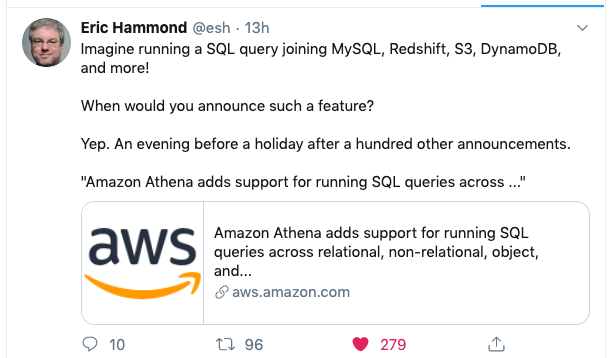 Eric Hammond @esh · 13h
Imagine running a SQL query joining MySQL, Redshift, S3, DynamoDB,
and more!
When would you announce such a feature?
Yep. An evening before a holiday after a hundred other announcements.
"Amazon Athena adds support for running SQL queries across ..."
aws
Amazon Athena adds support for running SQL
queries across relational, non-relational, object,
and...
aws.amazon.com
10 96 279